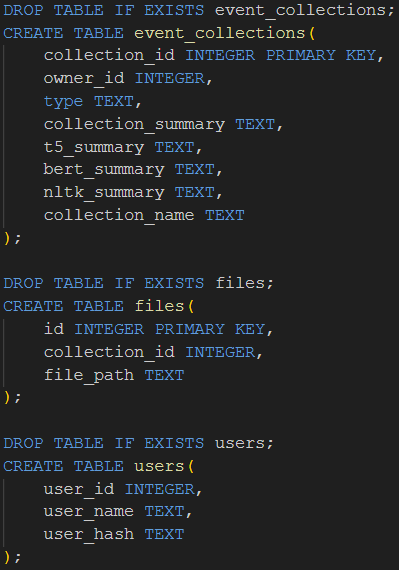 DROP TABLE IF EXISTS event_collections;
CREATE TABLE event_collections(
    collection_id INTEGER PRIMARY KEY,
    owner_id INTEGER,
    type TEXT,
    collection_summary TEXT,
    t5_summary TEXT,
    bert_summary TEXT,
    nltk_summary TEXT,
    collection_name TEXT
);

DROP TABLE IF EXISTS files;
CREATE TABLE files(
    id INTEGER PRIMARY KEY,
    collection_id INTEGER,
    file_path TEXT
);

DROP TABLE IF EXISTS users;
CREATE TABLE users(
    user_id INTEGER,
    user_name TEXT,
    user_hash TEXT
);